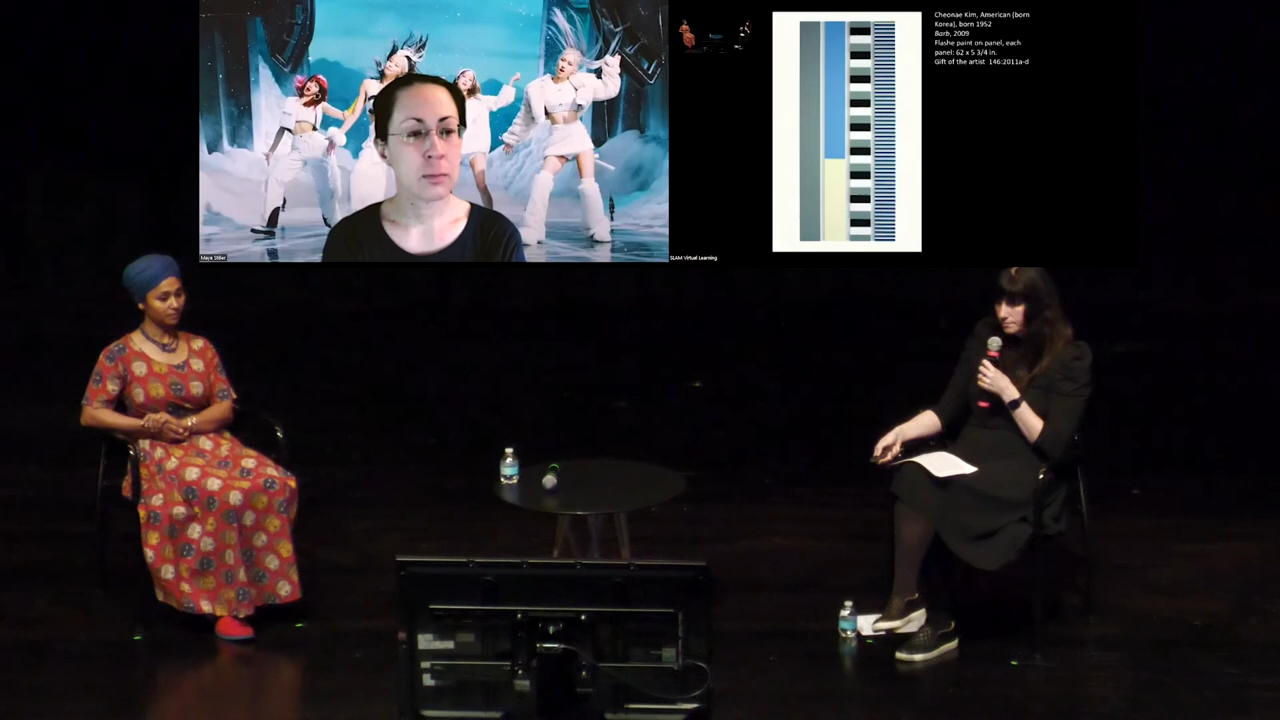 Cheonae Kim, American (born
Korea), born 1952
Barb, 2009
Flashe paint on panel, each
panel: 62 x 5 3/4 in.
Gift of the artist  146:2011a-d
Maya Stiller
SLAM Virtual Learning